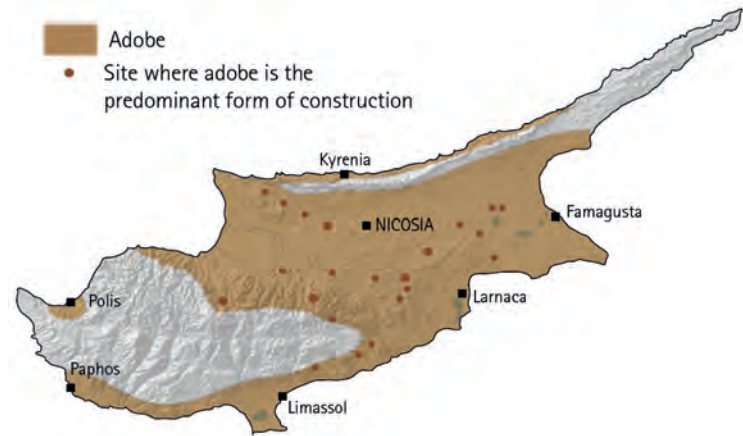 Adobe
Site where adobe is the
predominant form of construction
Kyrenia
NICOSIA
Famagusta
Polis
Larnaca
Paphos
Limassol